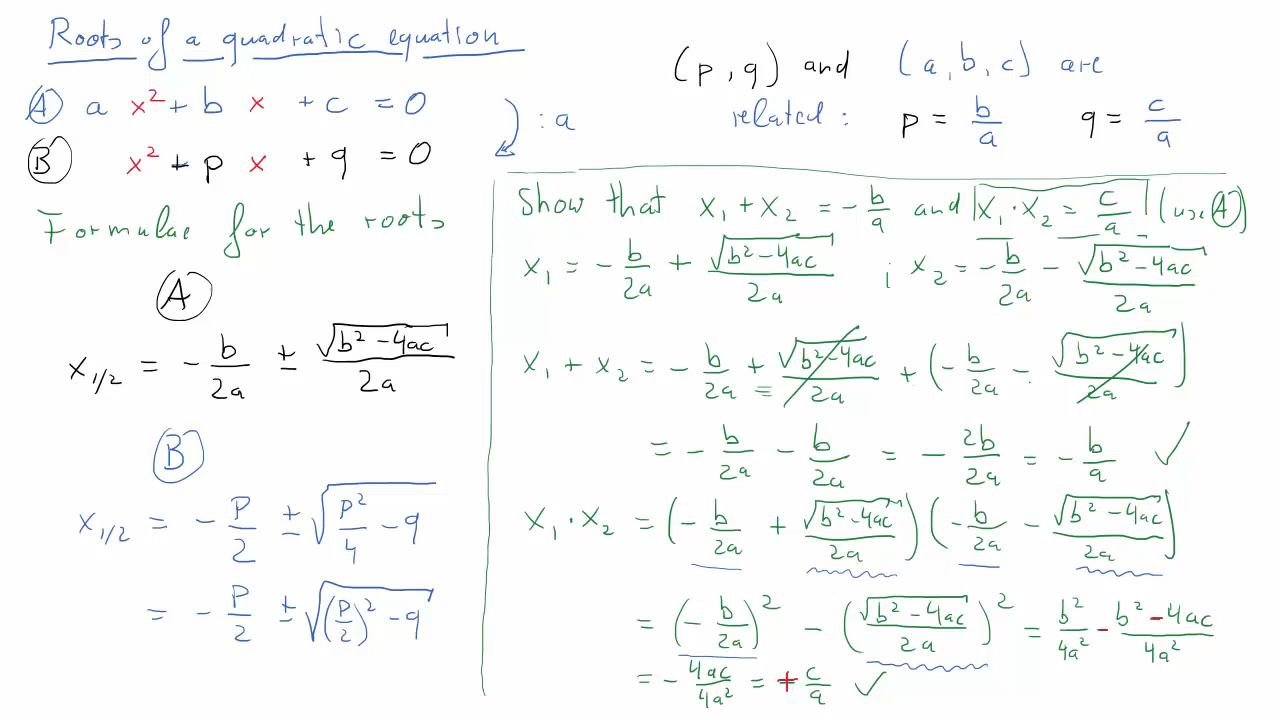 Roots of a quadratic equation
(A) a x² + b x + c = 0
(B) x² + p x + q = 0
: a
Formulae for the roots
(A)
x₁/₂ = - b/2a ± √(b² - 4ac)/2a
(B)
x₁/₂ = - p/2 ± √(p²/4 - q)
= - p/2 ± √((p/2)² - q)
(p, q) and (a, b, c) are
related: p = b/a q = c/a
Show that x₁ + x₂ = - b/a and x₁ · x₂ = c/a (use (A))
x₁ = - b/2a + √(b² - 4ac)/2a ; x₂ = - b/2a - √(b² - 4ac)/2a
x₁ + x₂ = - b/2a + √(b² - 4ac)/2a + (- b/2a - √(b² - 4ac)/2a)
= - b/2a - b/2a = - 2b/2a = - b/a ✓
x₁ · x₂ = (- b/2a + √(b² - 4ac)/2a) (- b/2a - √(b² - 4ac)/2a)
= (- b/2a)² - (√(b² - 4ac)/2a)² = b²/4a² - b² - 4ac/4a²
= - 4ac/4a² = + c/a ✓